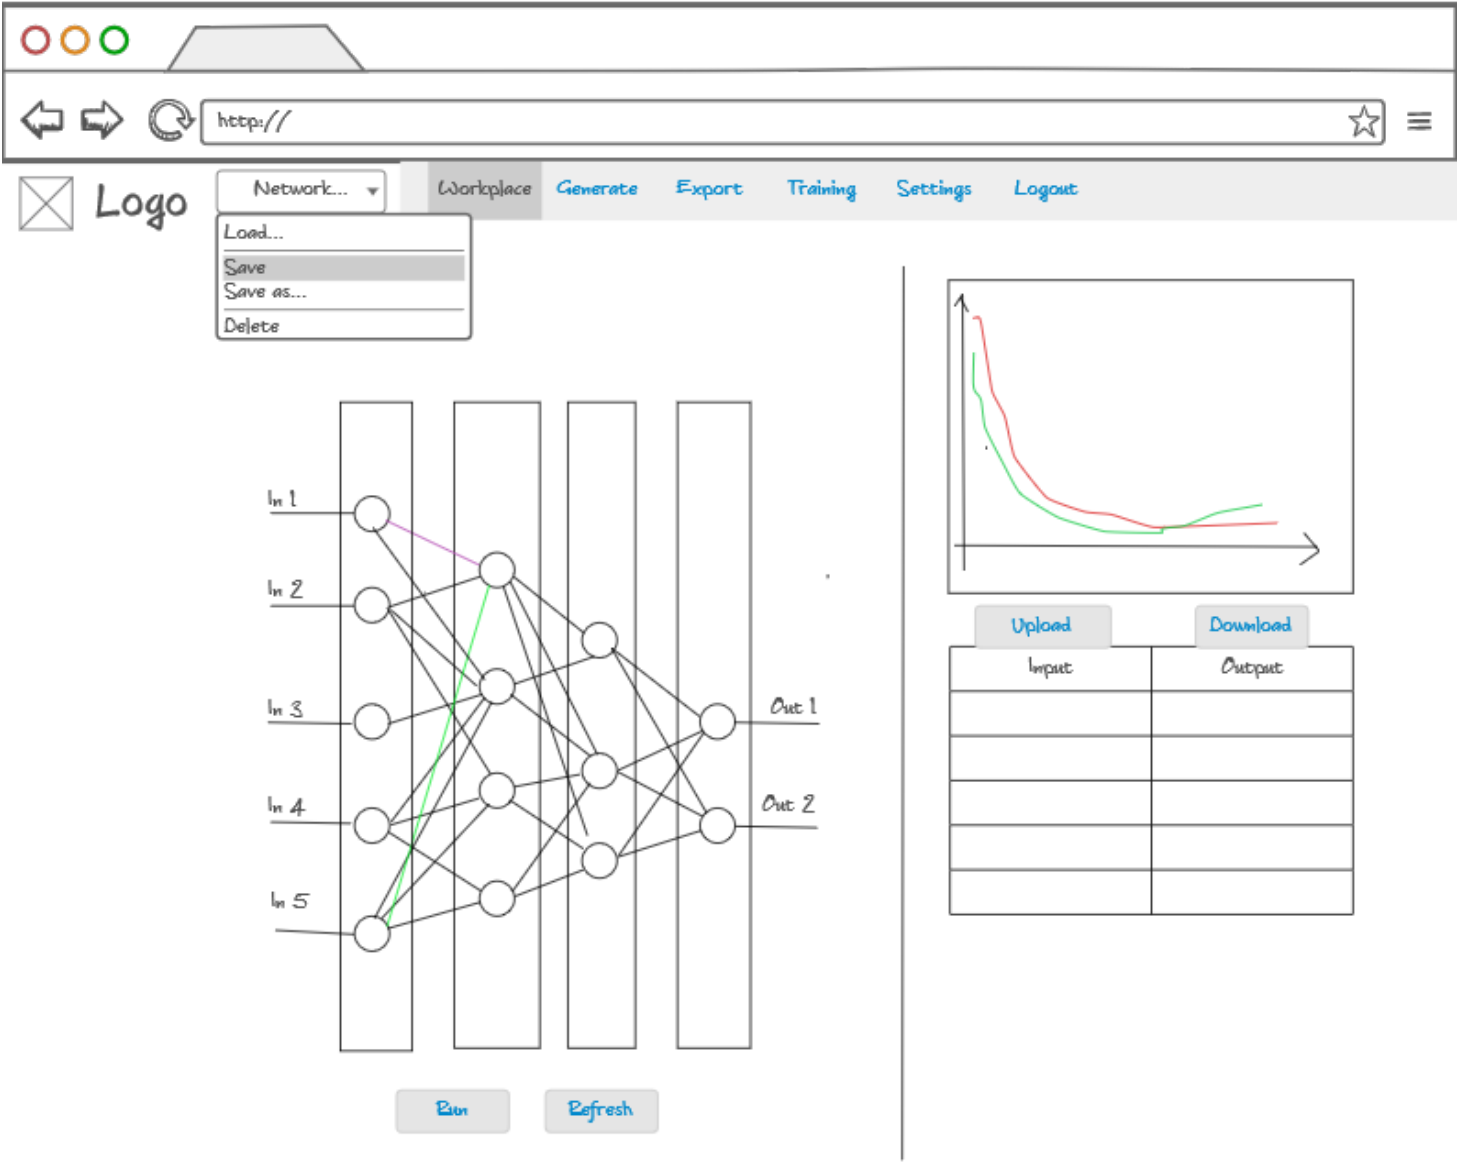 http://
Logo
Network...
Workplace
Generate
Export
Training
Settings
Logout
Load...
Save
Save as...
Delete
In 1
In 2
In 3
In 4
In 5
Out 1
Out 2
Run
Refresh
Upload
Download
Input
Output